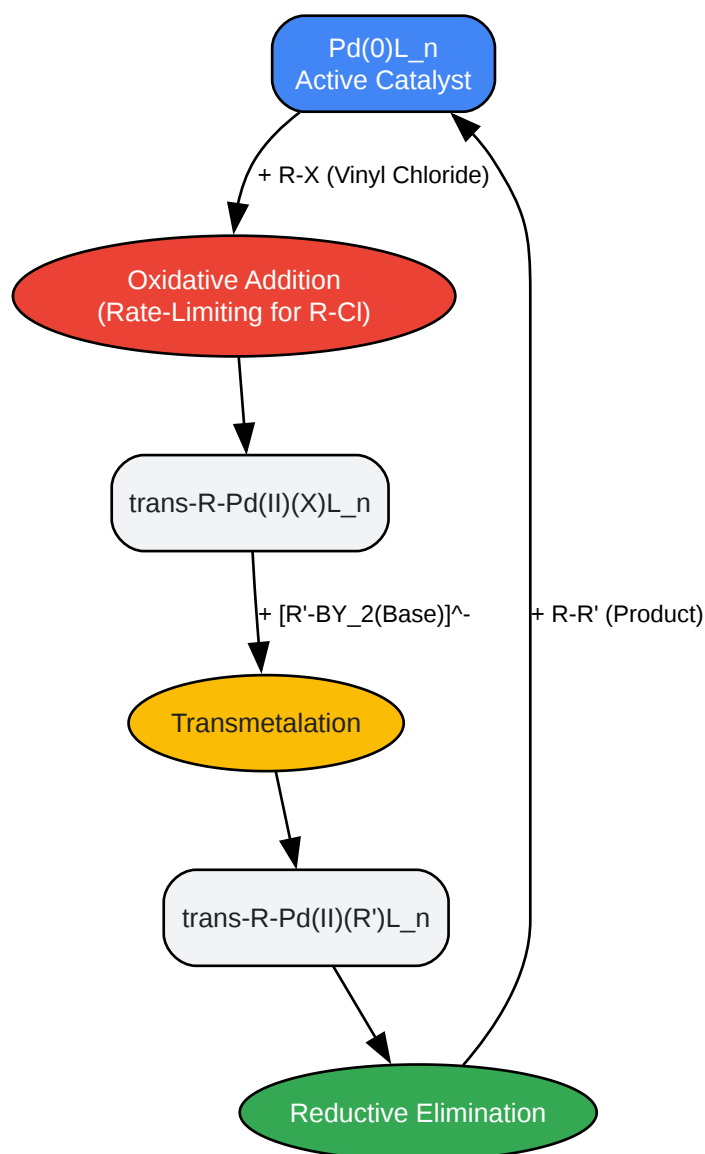 Pd(0)L_n
Active Catalyst
+ R-X (Vinyl Chloride)
Oxidative Addition
(Rate-Limiting for R-Cl)
trans-R-Pd(II)(X)L_n
+ [R'-BY_2(Base)]^-
+ R-R' (Product)
Transmetalation
trans-R-Pd(II)(R')L_n
Reductive Elimination